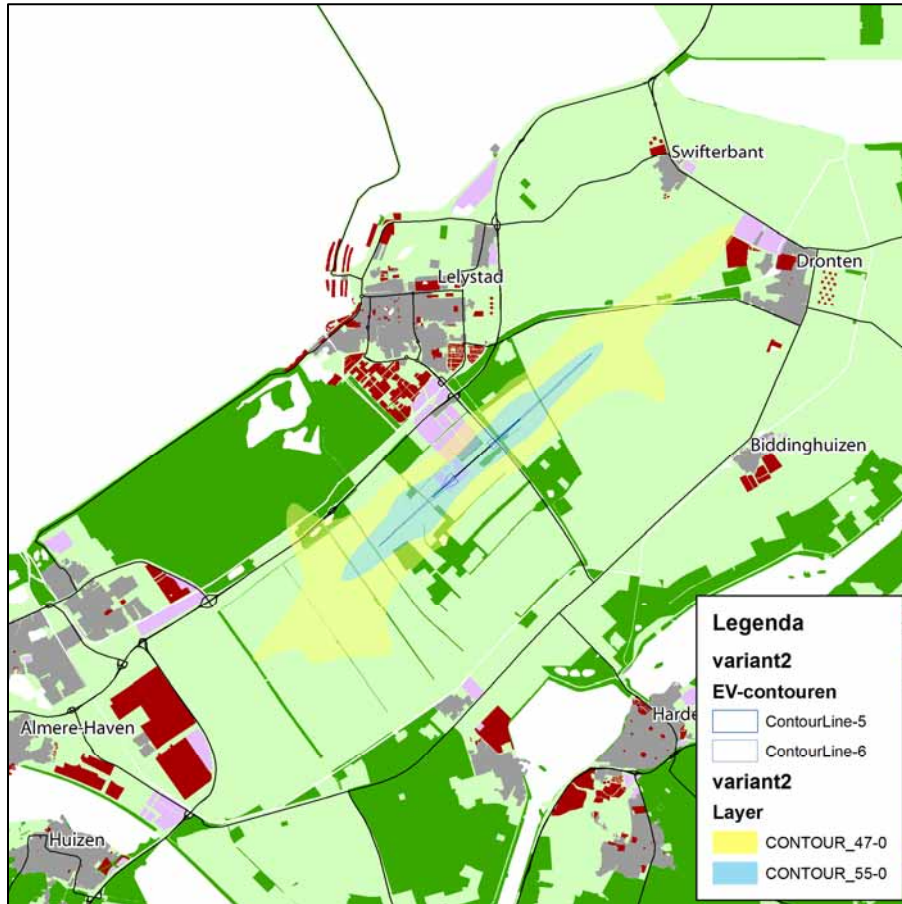 Swifterbant
Dronten
Lelystad
Biddinghuizen
Almere-Haven
Harde
Huizen
Legenda
variant2
EV-contouren
ContourLine-5
ContourLine-6
variant2
Layer
CONTOUR_47-0
CONTOUR_55-0